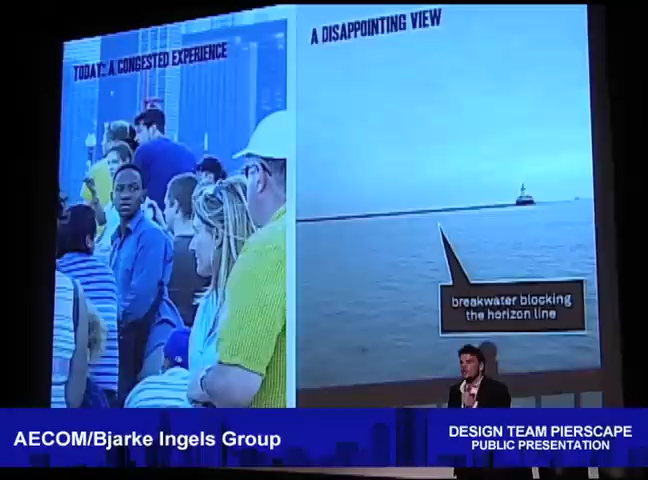 TODAY: A CONGESTED EXPERIENCE
A DISAPPOINTING VIEW
breakwater blocking
the horizon line
AECOM/Bjarke Ingels Group
DESIGN TEAM PIERSCAPE
PUBLIC PRESENTATION